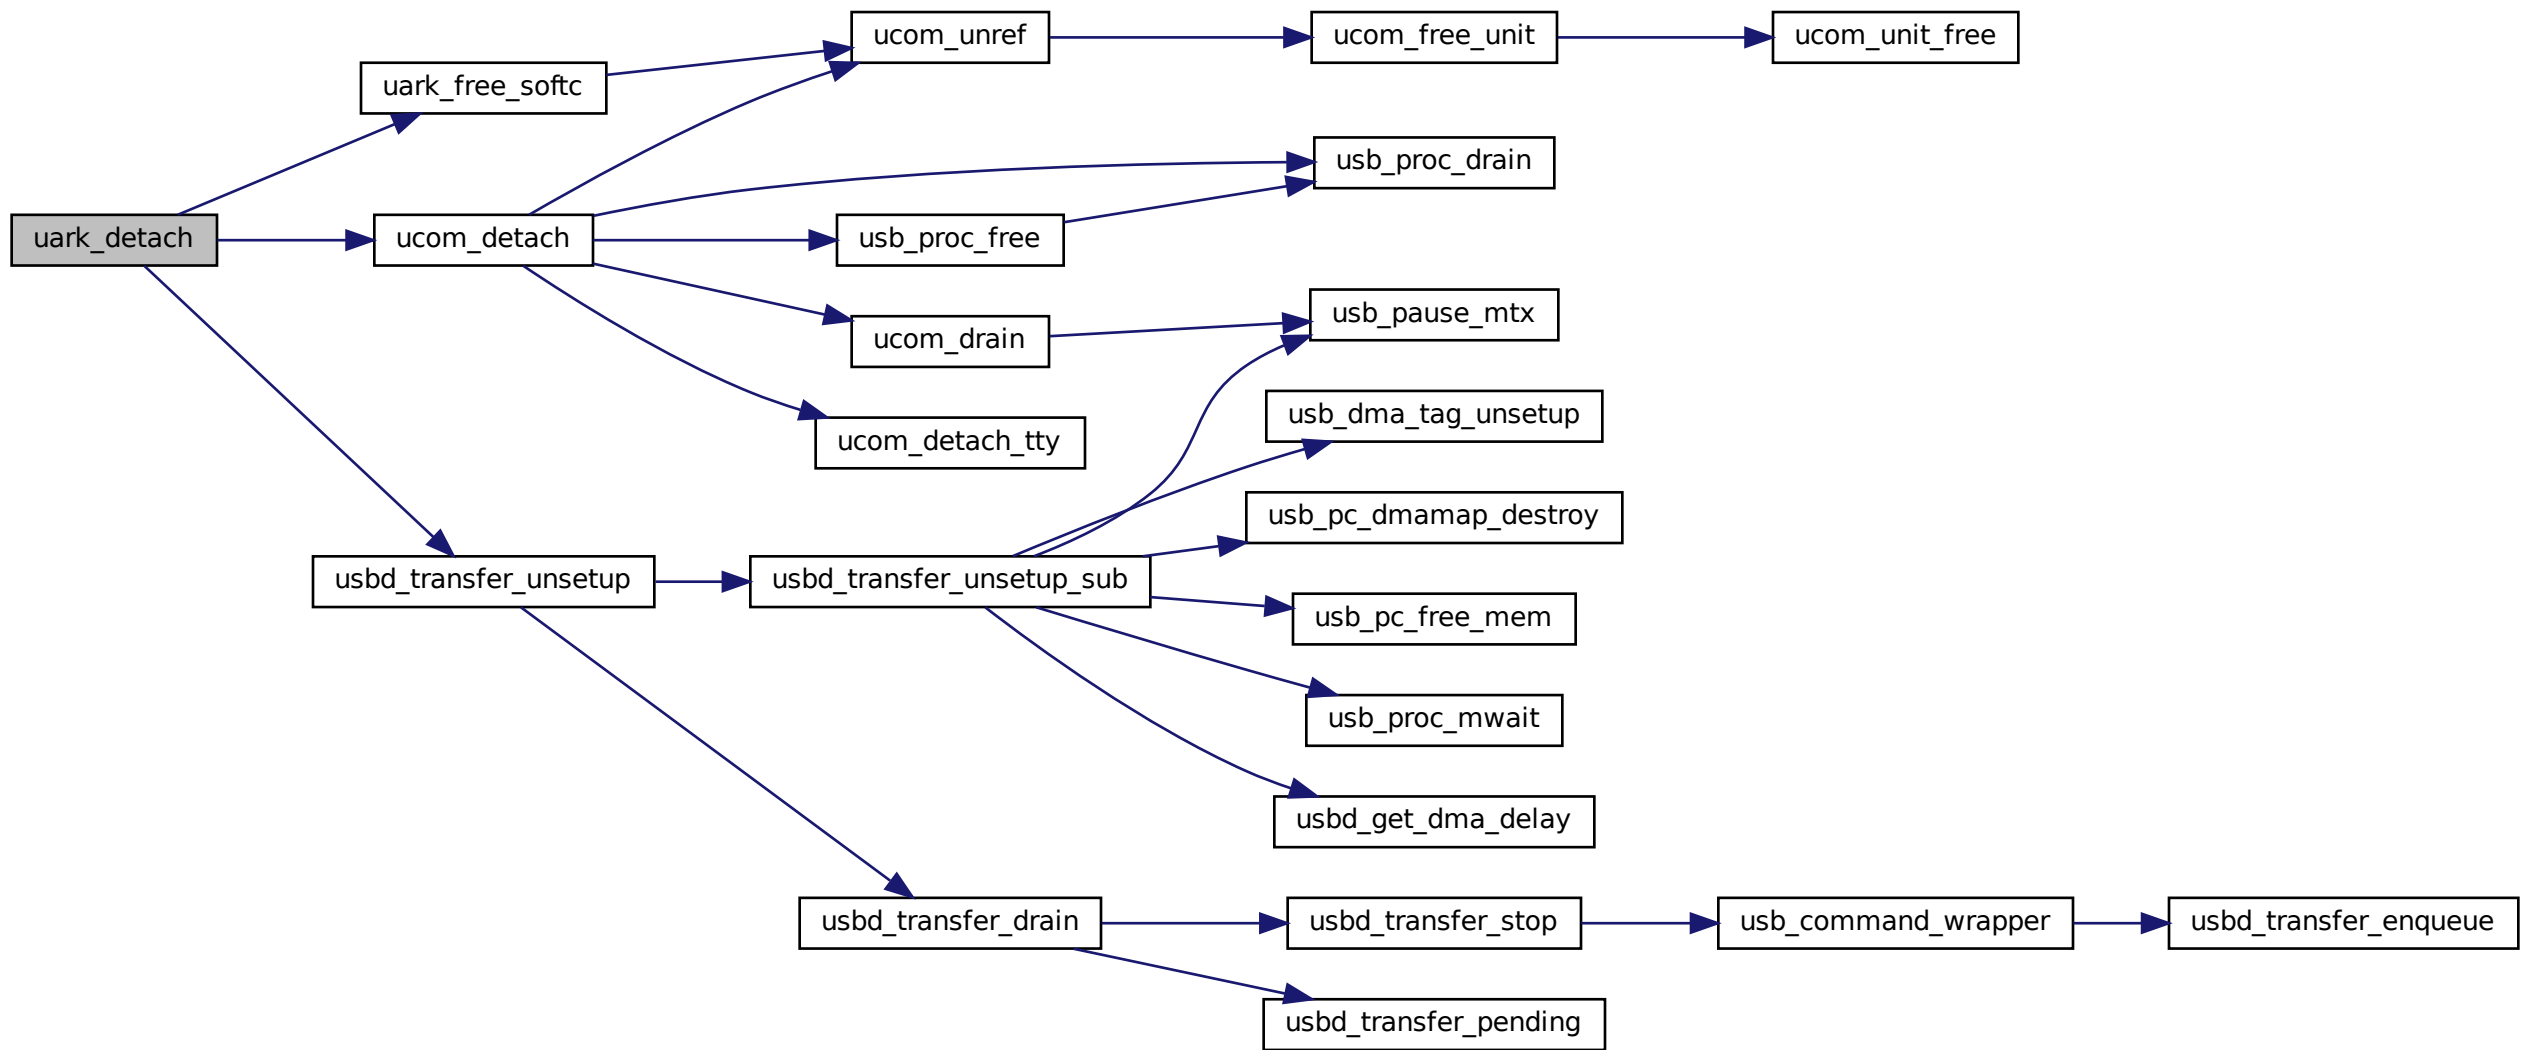 ucom_unref
ucom_free_unit
ucom_unit_free
uark_free_softc
usb_proc_drain
uark_detach
ucom_detach
usb_proc_free
usb_pause_mtx
ucom_drain
usb_dma_tag_unsetup
ucom_detach_tty
usb_pc_dmamap_destroy
usbd_transfer_unsetup
usbd_transfer_unsetup_sub
usb_pc_free_mem
usb_proc_mwait
usbd_get_dma_delay
usbd_transfer_drain
usbd_transfer_stop
usb_command_wrapper
usbd_transfer_enqueue
usbd_transfer_pending